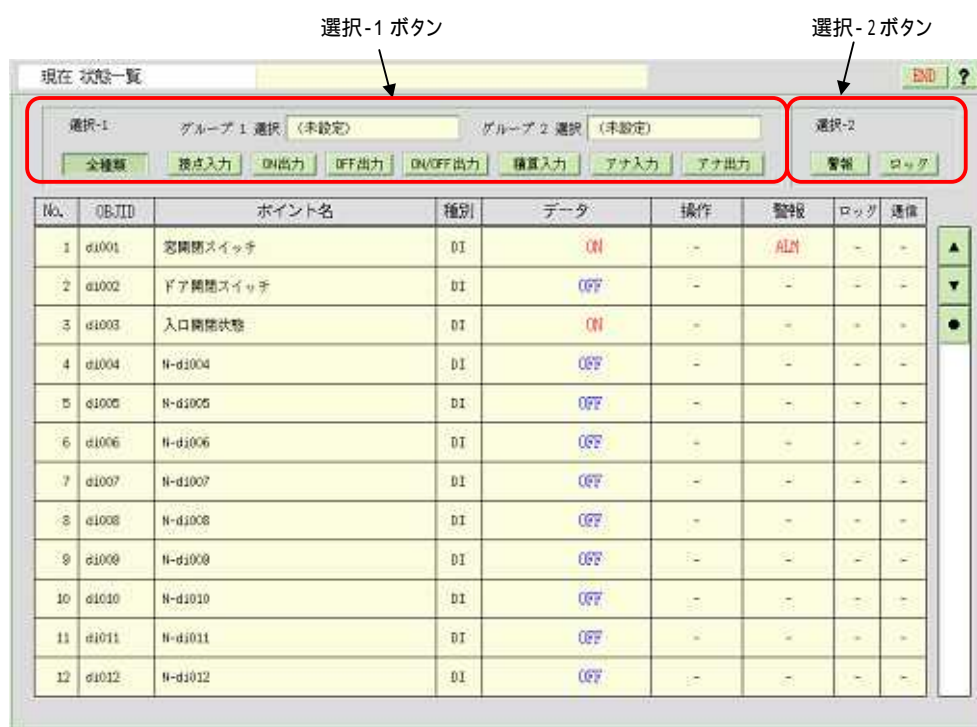 選択-1 ボタン 選択-2ボタン
現在 状態一覧 END ?
選択-1 グループ 1 選択 (未設定) グループ 2 選択 (未設定) 選択-2
全種類 接点入力 ON出力 OFF出力 ON/OFF出力 積算入力 アナ入力 アナ出力 警報 ロック
No. OBJID ポイント名 種別 データ 操作 警報 ロック 通信
1 di001 窓開閉スイッチ DI ON - ALM - -
2 di002 ドア開閉スイッチ DI OFF - - - -
3 di003 入口開閉状態 DI ON - - - -
4 di004 N-di004 DI OFF - - - -
5 di005 N-di005 DI OFF - - - -
6 di006 N-di006 DI OFF - - - -
7 di007 N-di007 DI OFF - - - -
8 di008 N-di008 DI OFF - - - -
9 di009 N-di009 DI OFF - - - -
10 di010 N-di010 DI OFF - - - -
11 di011 N-di011 DI OFF - - - -
12 di012 N-di012 DI OFF - - - -